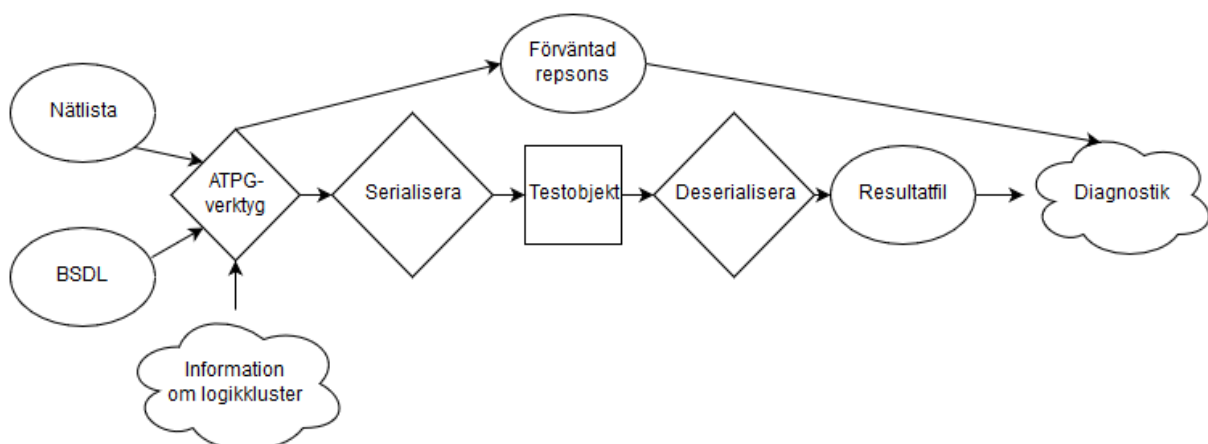 Förväntad
repsons
Nätlista
ATPG-
verktyg
Serialisera
Testobjekt
Deserialisera
Resultatfil
Diagnostik
BSDL
Information
om logikkluster